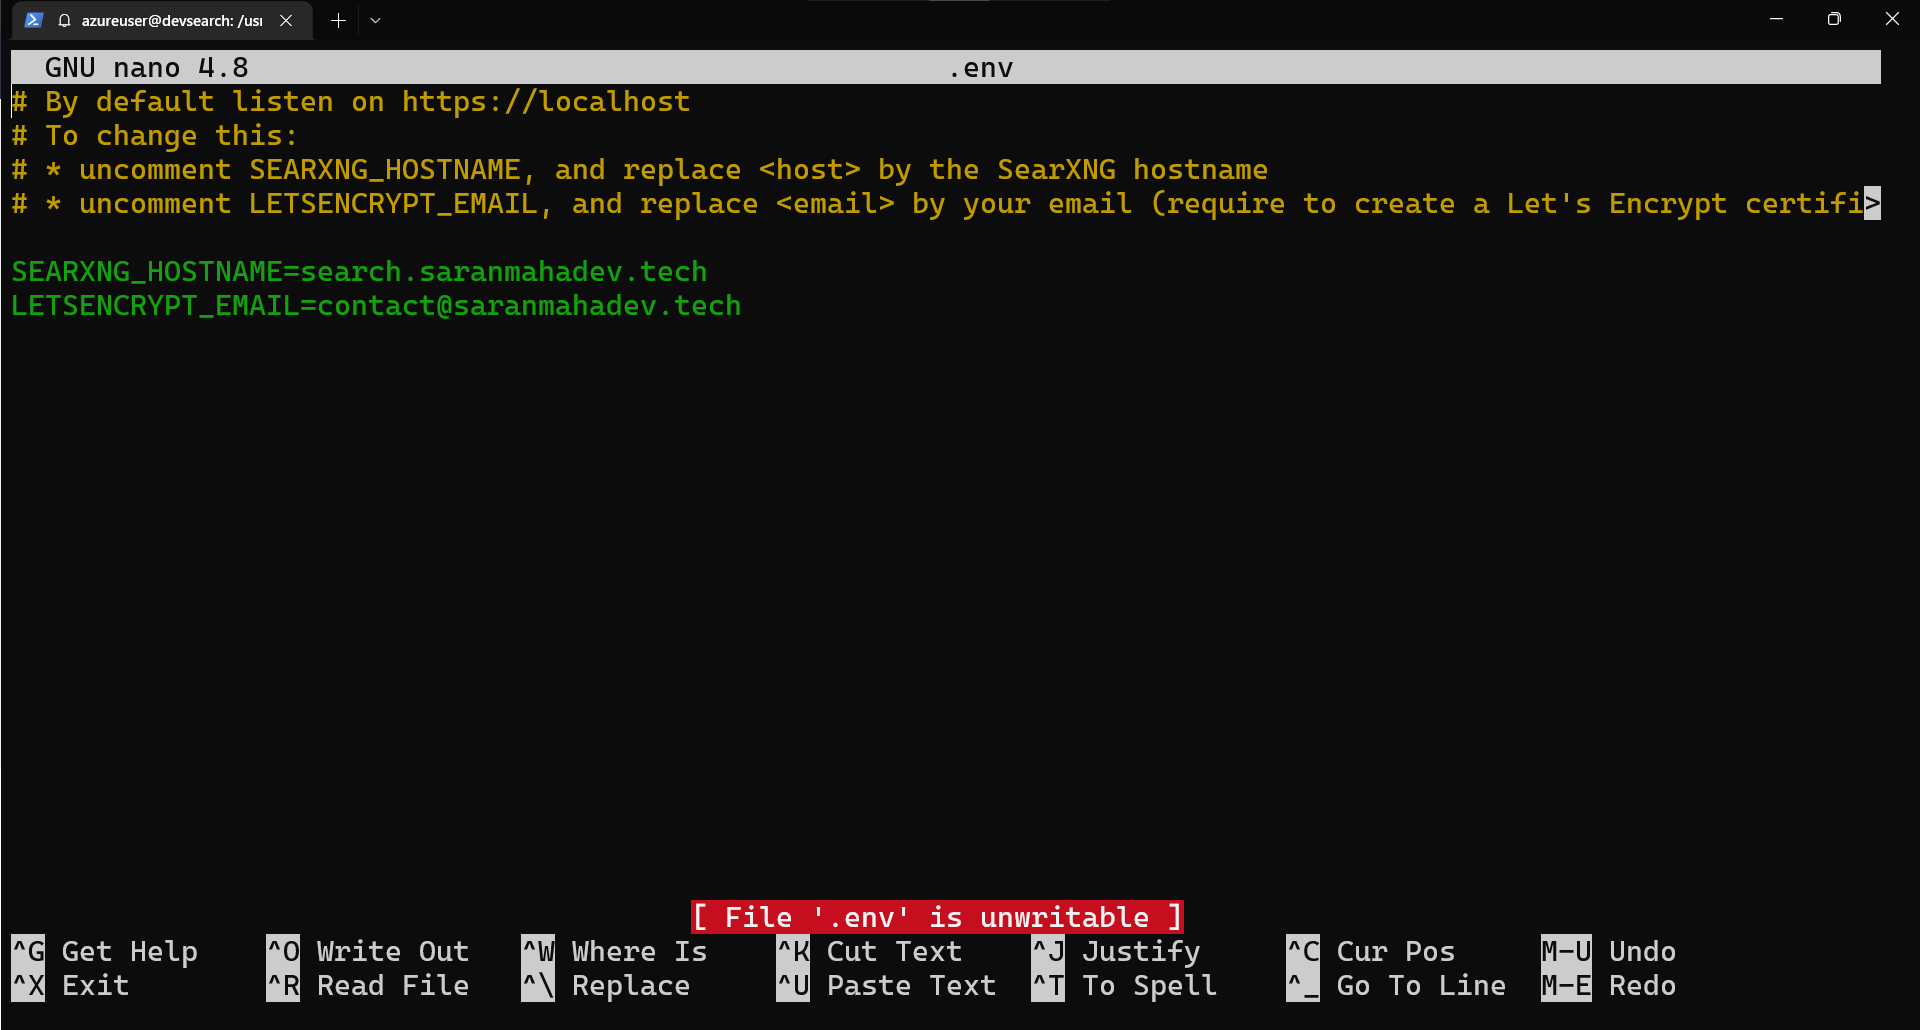 azureuser@devsearch: /usr
GNU nano 4.8 .env
# By default listen on https://localhost
# To change this:
# * uncomment SEARXNG_HOSTNAME, and replace <host> by the SearXNG hostname
# * uncomment LETSENCRYPT_EMAIL, and replace <email> by your email (require to create a Let's Encrypt certifi>
SEARXNG_HOSTNAME=search.saranmahadev.tech
LETSENCRYPT_EMAIL=contact@saranmahadev.tech
[ File '.env' is unwritable ]
^G Get Help ^O Write Out ^W Where Is ^K Cut Text ^J Justify ^C Cur Pos M-U Undo
^X Exit ^R Read File ^\ Replace ^U Paste Text ^T To Spell ^_ Go To Line M-E Redo